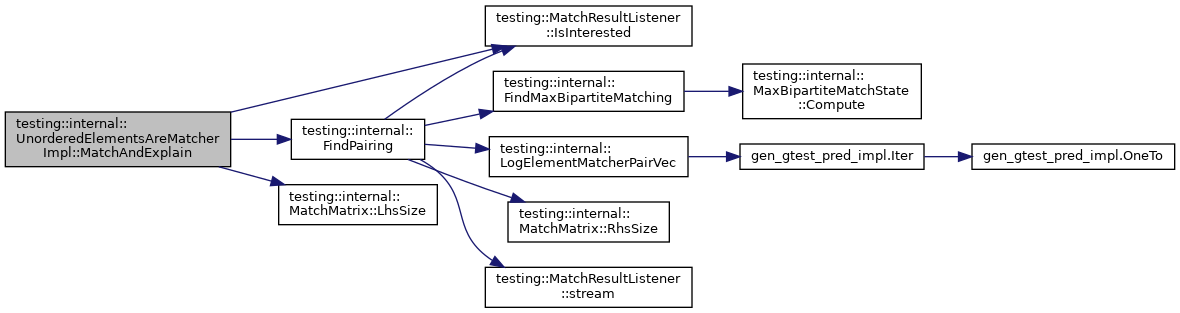 testing::MatchResultListener
::IsInterested
testing::internal::
FindMaxBipartiteMatching
testing::internal::
MaxBipartiteMatchState
::Compute
testing::internal::
UnorderedElementsAreMatcher
Impl::MatchAndExplain
testing::internal::
FindPairing
testing::internal::
LogElementMatcherPairVec
gen_gtest_pred_impl.Iter
gen_gtest_pred_impl.OneTo
testing::internal::
MatchMatrix::LhsSize
testing::internal::
MatchMatrix::RhsSize
testing::MatchResultListener
::stream